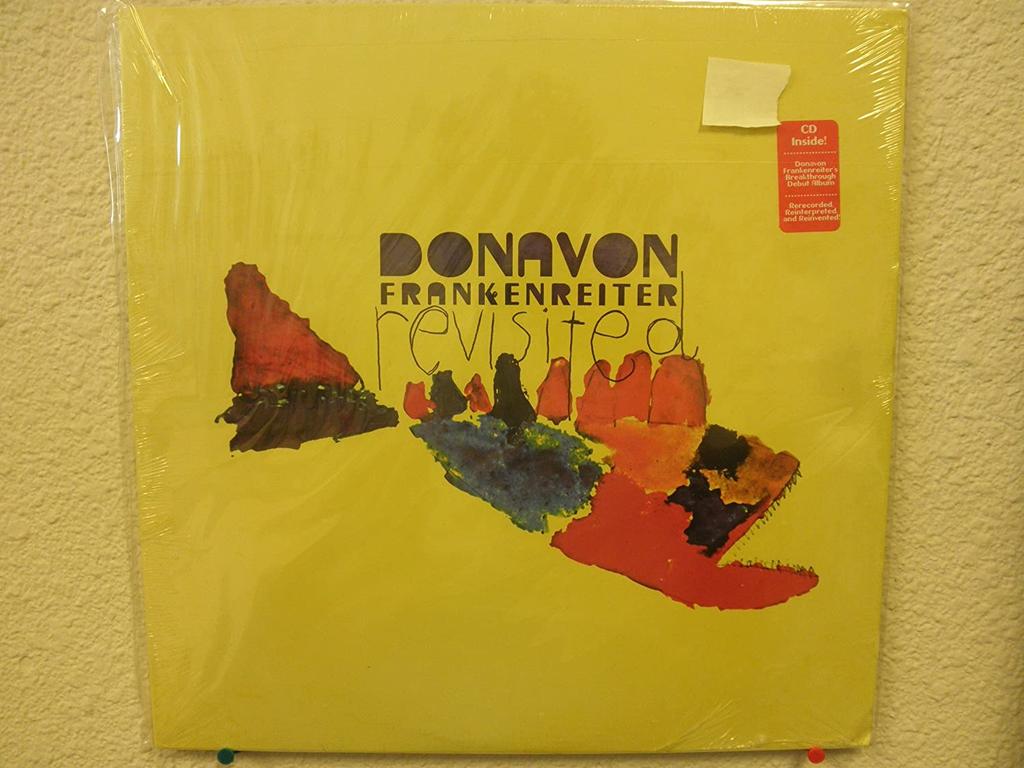 CD
Inside!
Donavon
Frankenreiter's
Breakthrough
Debut Album
Rerecorded,
Reinterpreted
and Reinvented!
DONAVON
FRANKENREITER
revisited